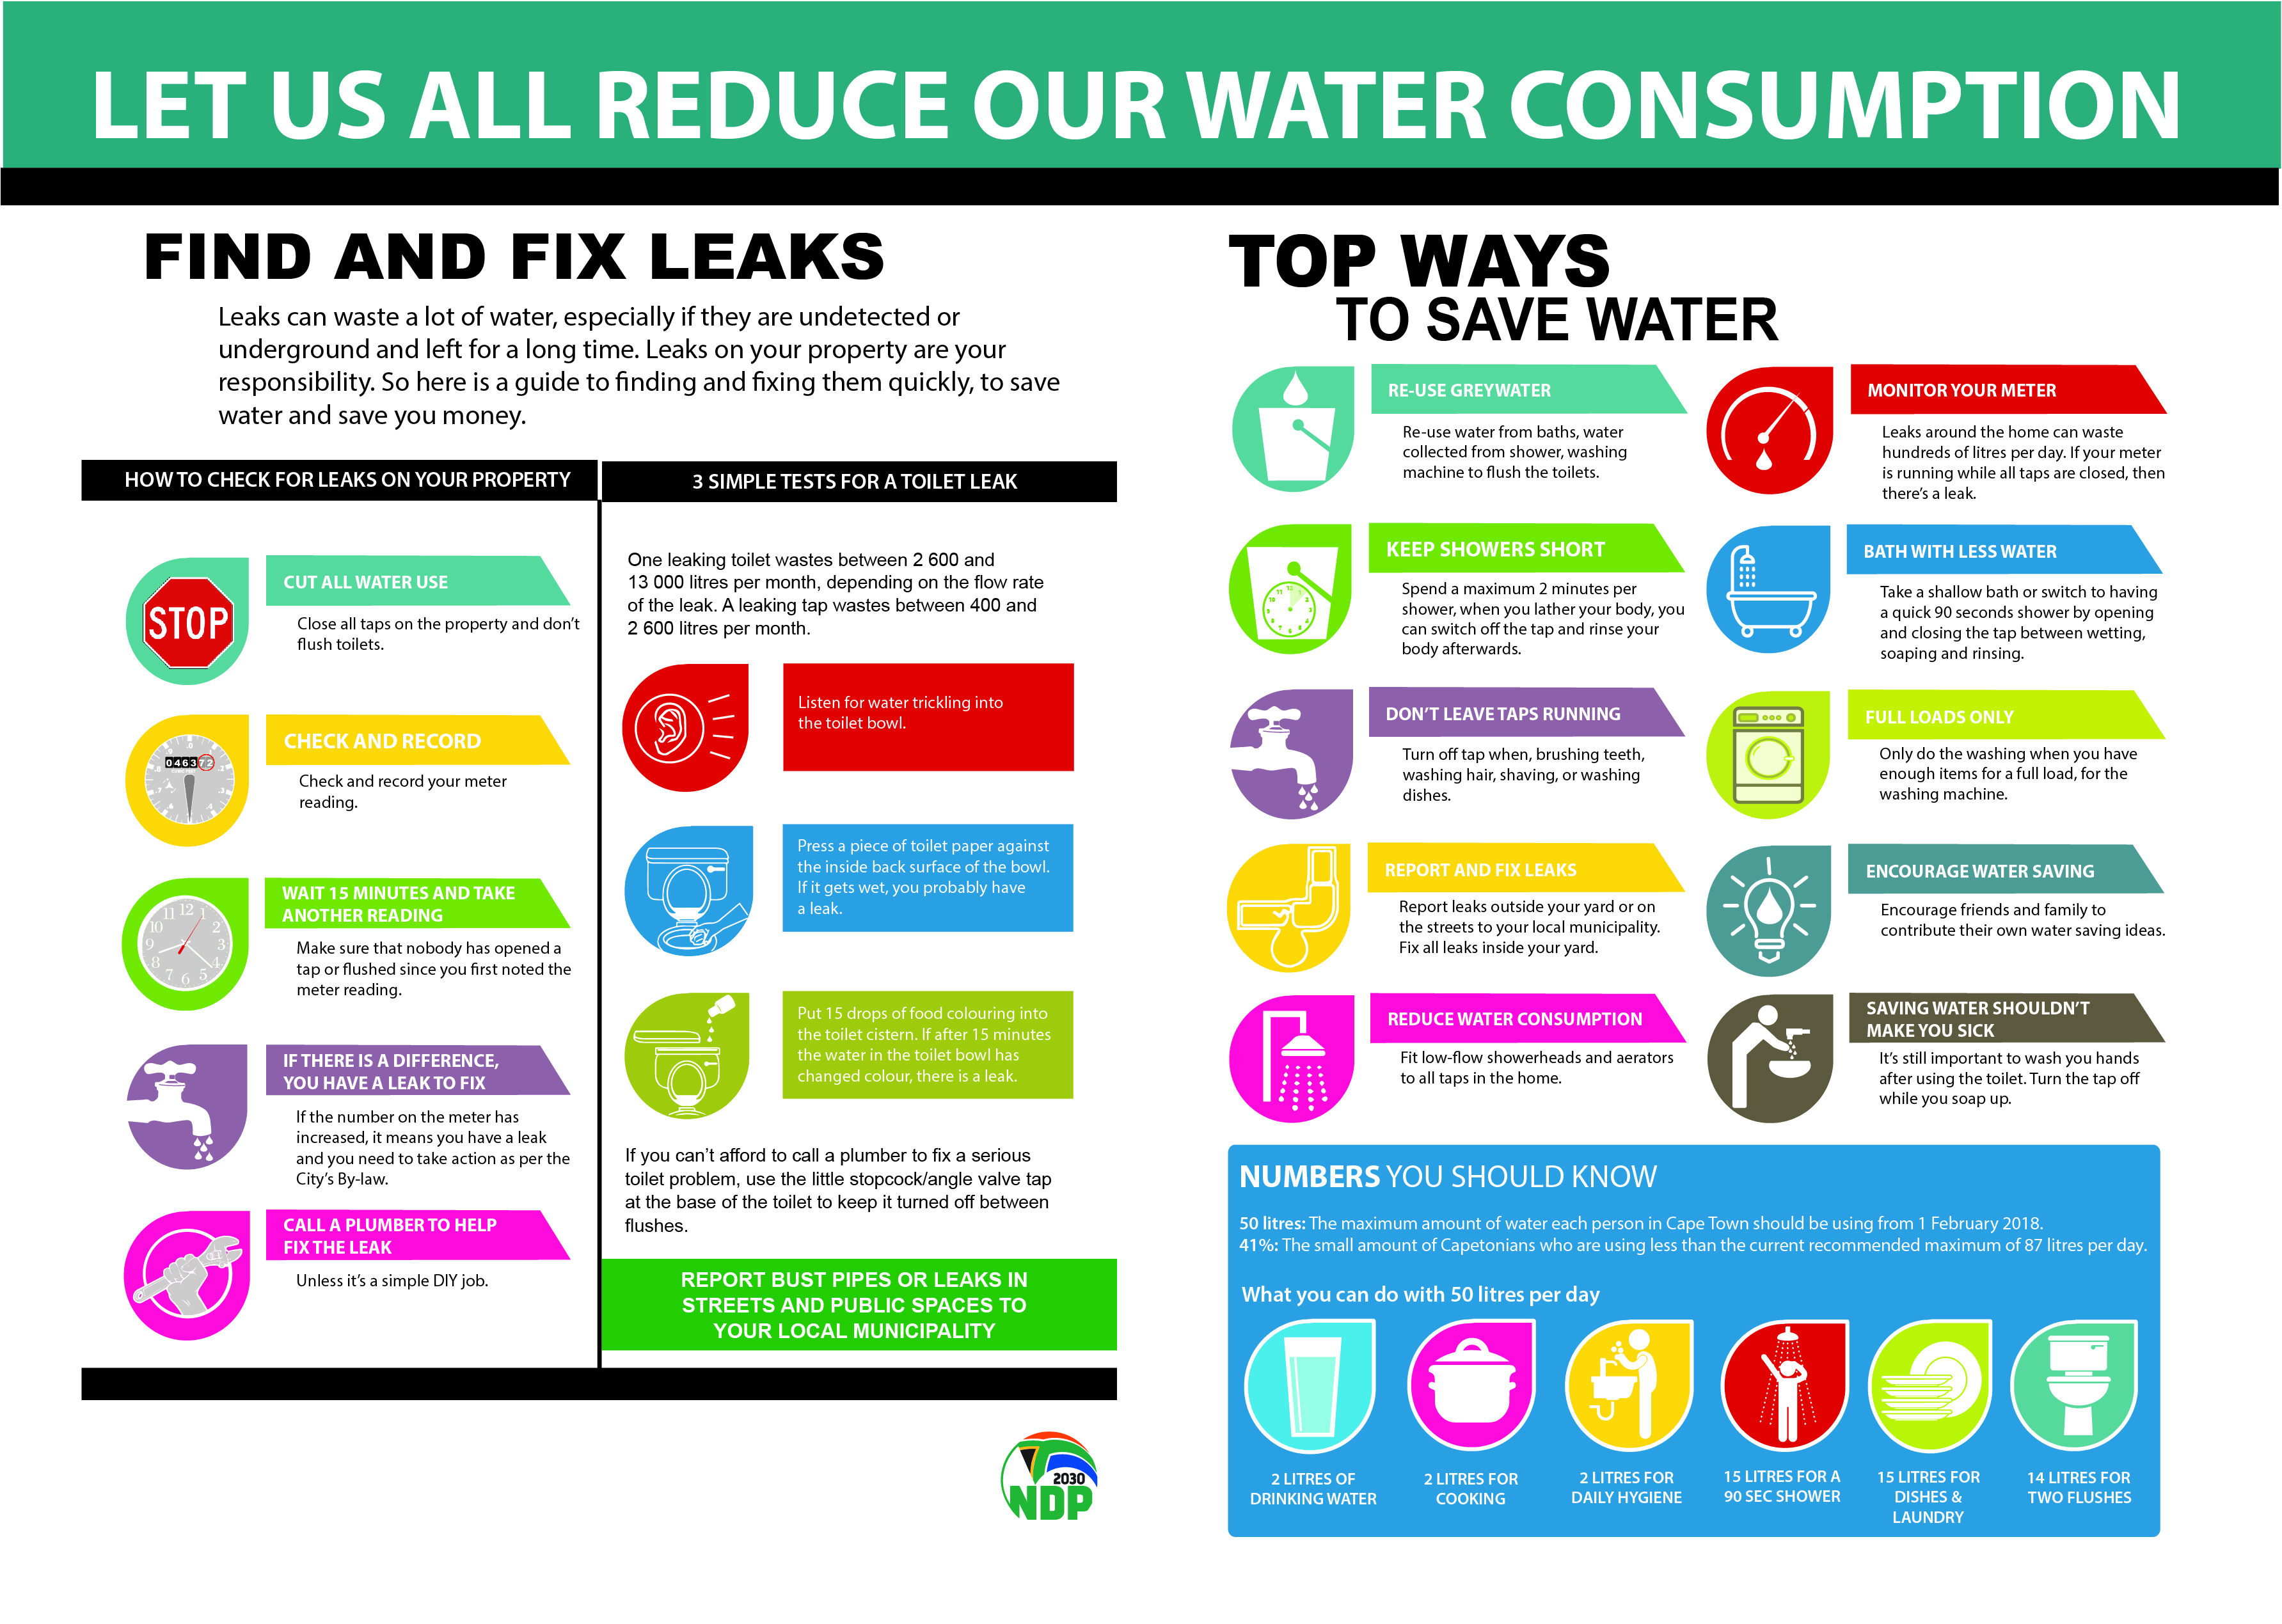 LET US ALL REDUCE OUR WATER CONSUMPTION
FIND AND FIX LEAKS
Leaks can waste a lot of water, especially if they are undetected or
underground and left for a long time. Leaks on your property are your
responsibility. So here is a guide to finding and fixing them quickly, to save
water and save you money.
HOW TO CHECK FOR LEAKS ON YOUR PROPERTY
STOP
CUT ALL WATER USE
Close all taps on the property and don't
flush toilets.
046372
CHECK AND RECORD
Check and record your meter
reading.
WAIT 15 MINUTES AND TAKE
ANOTHER READING
Make sure that nobody has opened a
tap or flushed since you first noted the
meter reading.
IF THERE IS A DIFFERENCE,
YOU HAVE A LEAK TO FIX
If the number on the meter has
increased, it means you have a leak
and you need to take action as per the
City's By-law.
CALL A PLUMBER TO HELP
FIX THE LEAK
Unless it's a simple DIY job.
3 SIMPLE TESTS FOR A TOILET LEAK
One leaking toilet wastes between 2 600 and
13 000 litres per month, depending on the flow rate
of the leak. A leaking tap wastes between 400 and
2 600 litres per month.
Listen for water trickling into
the toilet bowl.
Press a piece of toilet paper against
the inside back surface of the bowl.
If it gets wet, you probably have
a leak.
Put 15 drops of food colouring into
the toilet cistern. If after 15 minutes
the water in the toilet bowl has
changed colour, there is a leak.
If you can't afford to call a plumber to fix a serious
toilet problem, use the little stopcock/angle valve tap
at the base of the toilet to keep it turned off between
flushes.
REPORT BUST PIPES OR LEAKS IN
STREETS AND PUBLIC SPACES TO
YOUR LOCAL MUNICIPALITY
2030
NDP
TOP WAYS
TO SAVE WATER
RE-USE GREYWATER
Re-use water from baths, water
collected from shower, washing
machine to flush the toilets.
MONITOR YOUR METER
Leaks around the home can waste
hundreds of litres per day. If your meter
is running while all taps are closed, then
there's a leak.
KEEP SHOWERS SHORT
Spend a maximum 2 minutes per
shower, when you lather your body, you
can switch off the tap and rinse your
body afterwards.
BATH WITH LESS WATER
Take a shallow bath or switch to having
a quick 90 seconds shower by opening
and closing the tap between wetting,
soaping and rinsing.
DON'T LEAVE TAPS RUNNING
Turn off tap when, brushing teeth,
washing hair, shaving, or washing
dishes.
FULL LOADS ONLY
Only do the washing when you have
enough items for a full load, for the
washing machine.
REPORT AND FIX LEAKS
Report leaks outside your yard or on
the streets to your local municipality.
Fix all leaks inside your yard.
ENCOURAGE WATER SAVING
Encourage friends and family to
contribute their own water saving ideas.
REDUCE WATER CONSUMPTION
Fit low-flow showerheads and aerators
to all taps in the home.
SAVING WATER SHOULDN'T
MAKE YOU SICK
It's still important to wash you hands
after using the toilet. Turn the tap off
while you soap up.
NUMBERS YOU SHOULD KNOW
50 litres: The maximum amount of water each person in Cape Town should be using from 1 February 2018.
41%: The small amount of Capetonians who are using less than the current recommended maximum of 87 litres per day.
What you can do with 50 litres per day
2 LITRES OF
DRINKING WATER
2 LITRES FOR
COOKING
2 LITRES FOR
DAILY HYGIENE
15 LITRES FOR A
90 SEC SHOWER
15 LITRES FOR
DISHES &
LAUNDRY
14 LITRES FOR
TWO FLUSHES